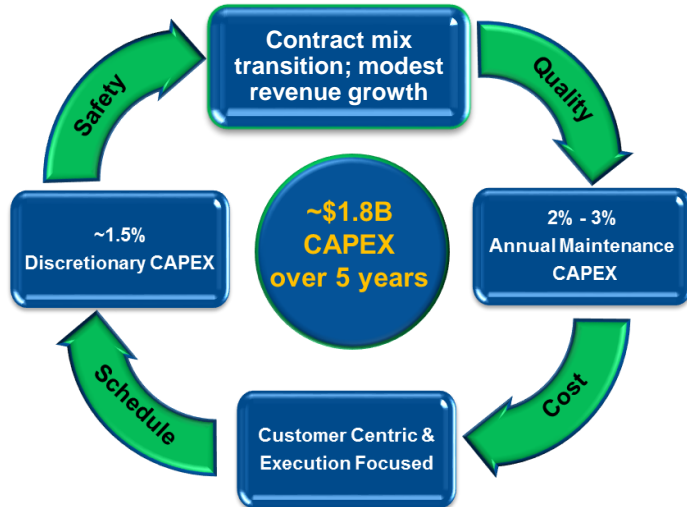 Contract mix
transition; modest
revenue growth
Safety
Quality
~$1.8B
CAPEX
over 5 years
~1.5%
Discretionary CAPEX
2% - 3%
Annual Maintenance
CAPEX
Schedule
Cost
Customer Centric &
Execution Focused